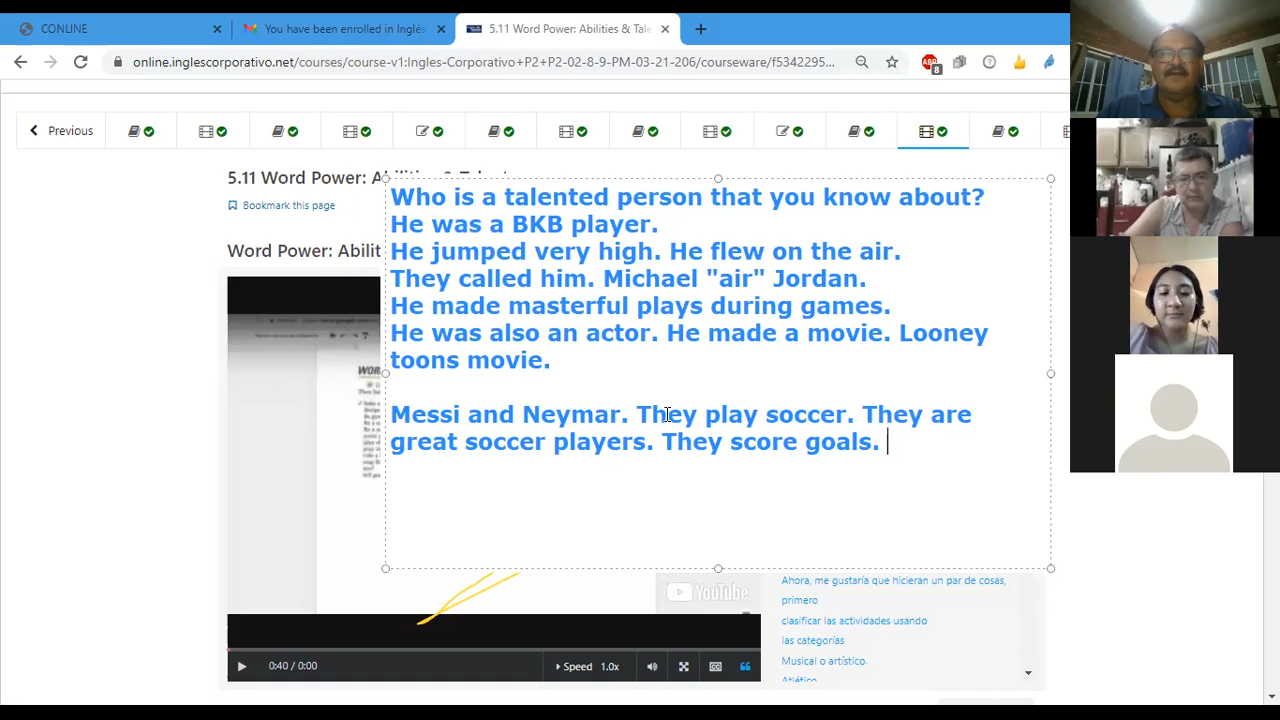 CONLINE
You have been enrolled in Inglés
5.11 Word Power: Abilities & Tale
online.inglescorporativo.net/courses/course-v1:Ingles-Corporativo+P2+P2-02-8-9-PM-03-21-206/courseware/f5342295...
ABP
8
Previous
5.11 Word Power: A
Bookmark this page
Word Power: Abilit
Who is a talented person that you know about?
He was a BKB player.
He jumped very high. He flew on the air.
They called him. Michael "air" Jordan.
He made masterful plays during games.
He was also an actor. He made a movie. Looney
toons movie.
Messi and Neymar. They play soccer. They are
great soccer players. They score goals.
YouTube
Ahora, me gustaría que hicieran un par de cosas,
primero
clasificar las actividades usando
las categorías
Musical o artístico.
Atlético
0:40 / 0:00
Speed 1.0x